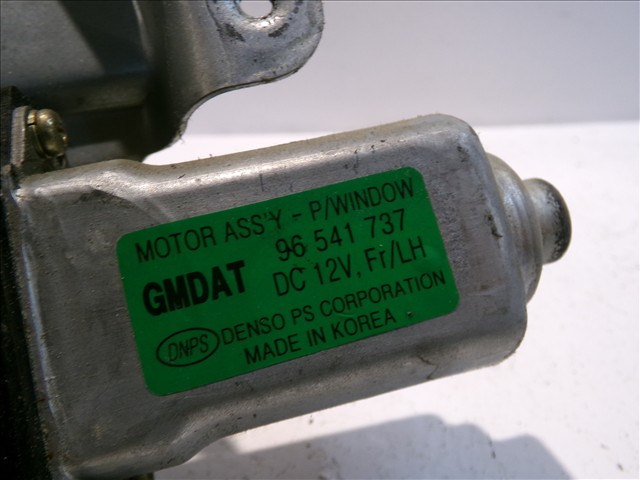 MOTOR ASS'Y - P/WINDOW
GMDAT 96 541 737
DC 12V, Fr/LH
DNPS DENSO PS CORPORATION
MADE IN KOREA